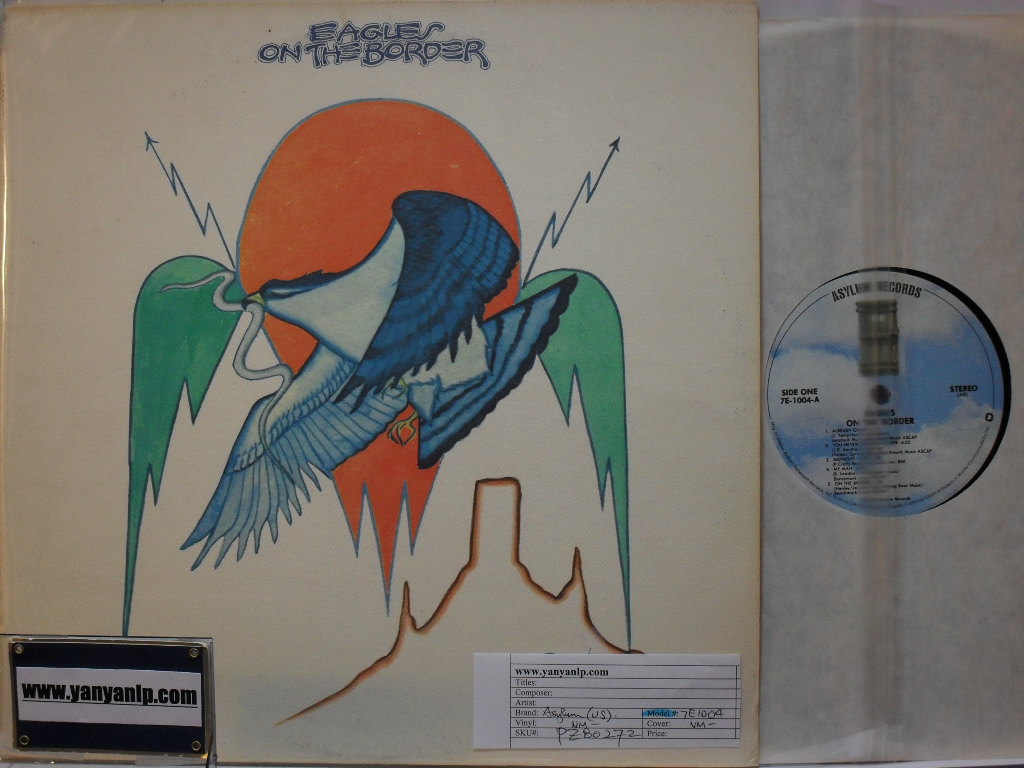 EAGLES
ON THE BORDER
ASYLUM RECORDS
SIDE ONE
7E-1004-A
STEREO
EAGLES
ON THE BORDER
www.yanyanlp.com
www.yanyanlp.com
Titles:
Composer:
Artist:
Brand: Asylum (US). Model #: 7E1004
Vinyl: NM- Cover: NM-
SKU#: PZ80272 Price: